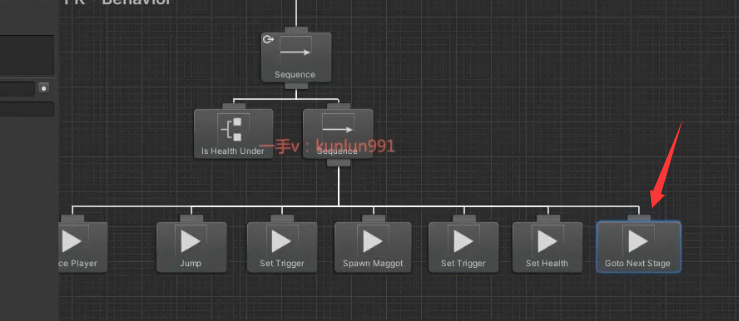 Behavior
Sequence
Is Health Under
Sequence
一手v：kunlun991
ce Player
Jump
Set Trigger
Spawn Maggot
Set Trigger
Set Health
Goto Next Stage